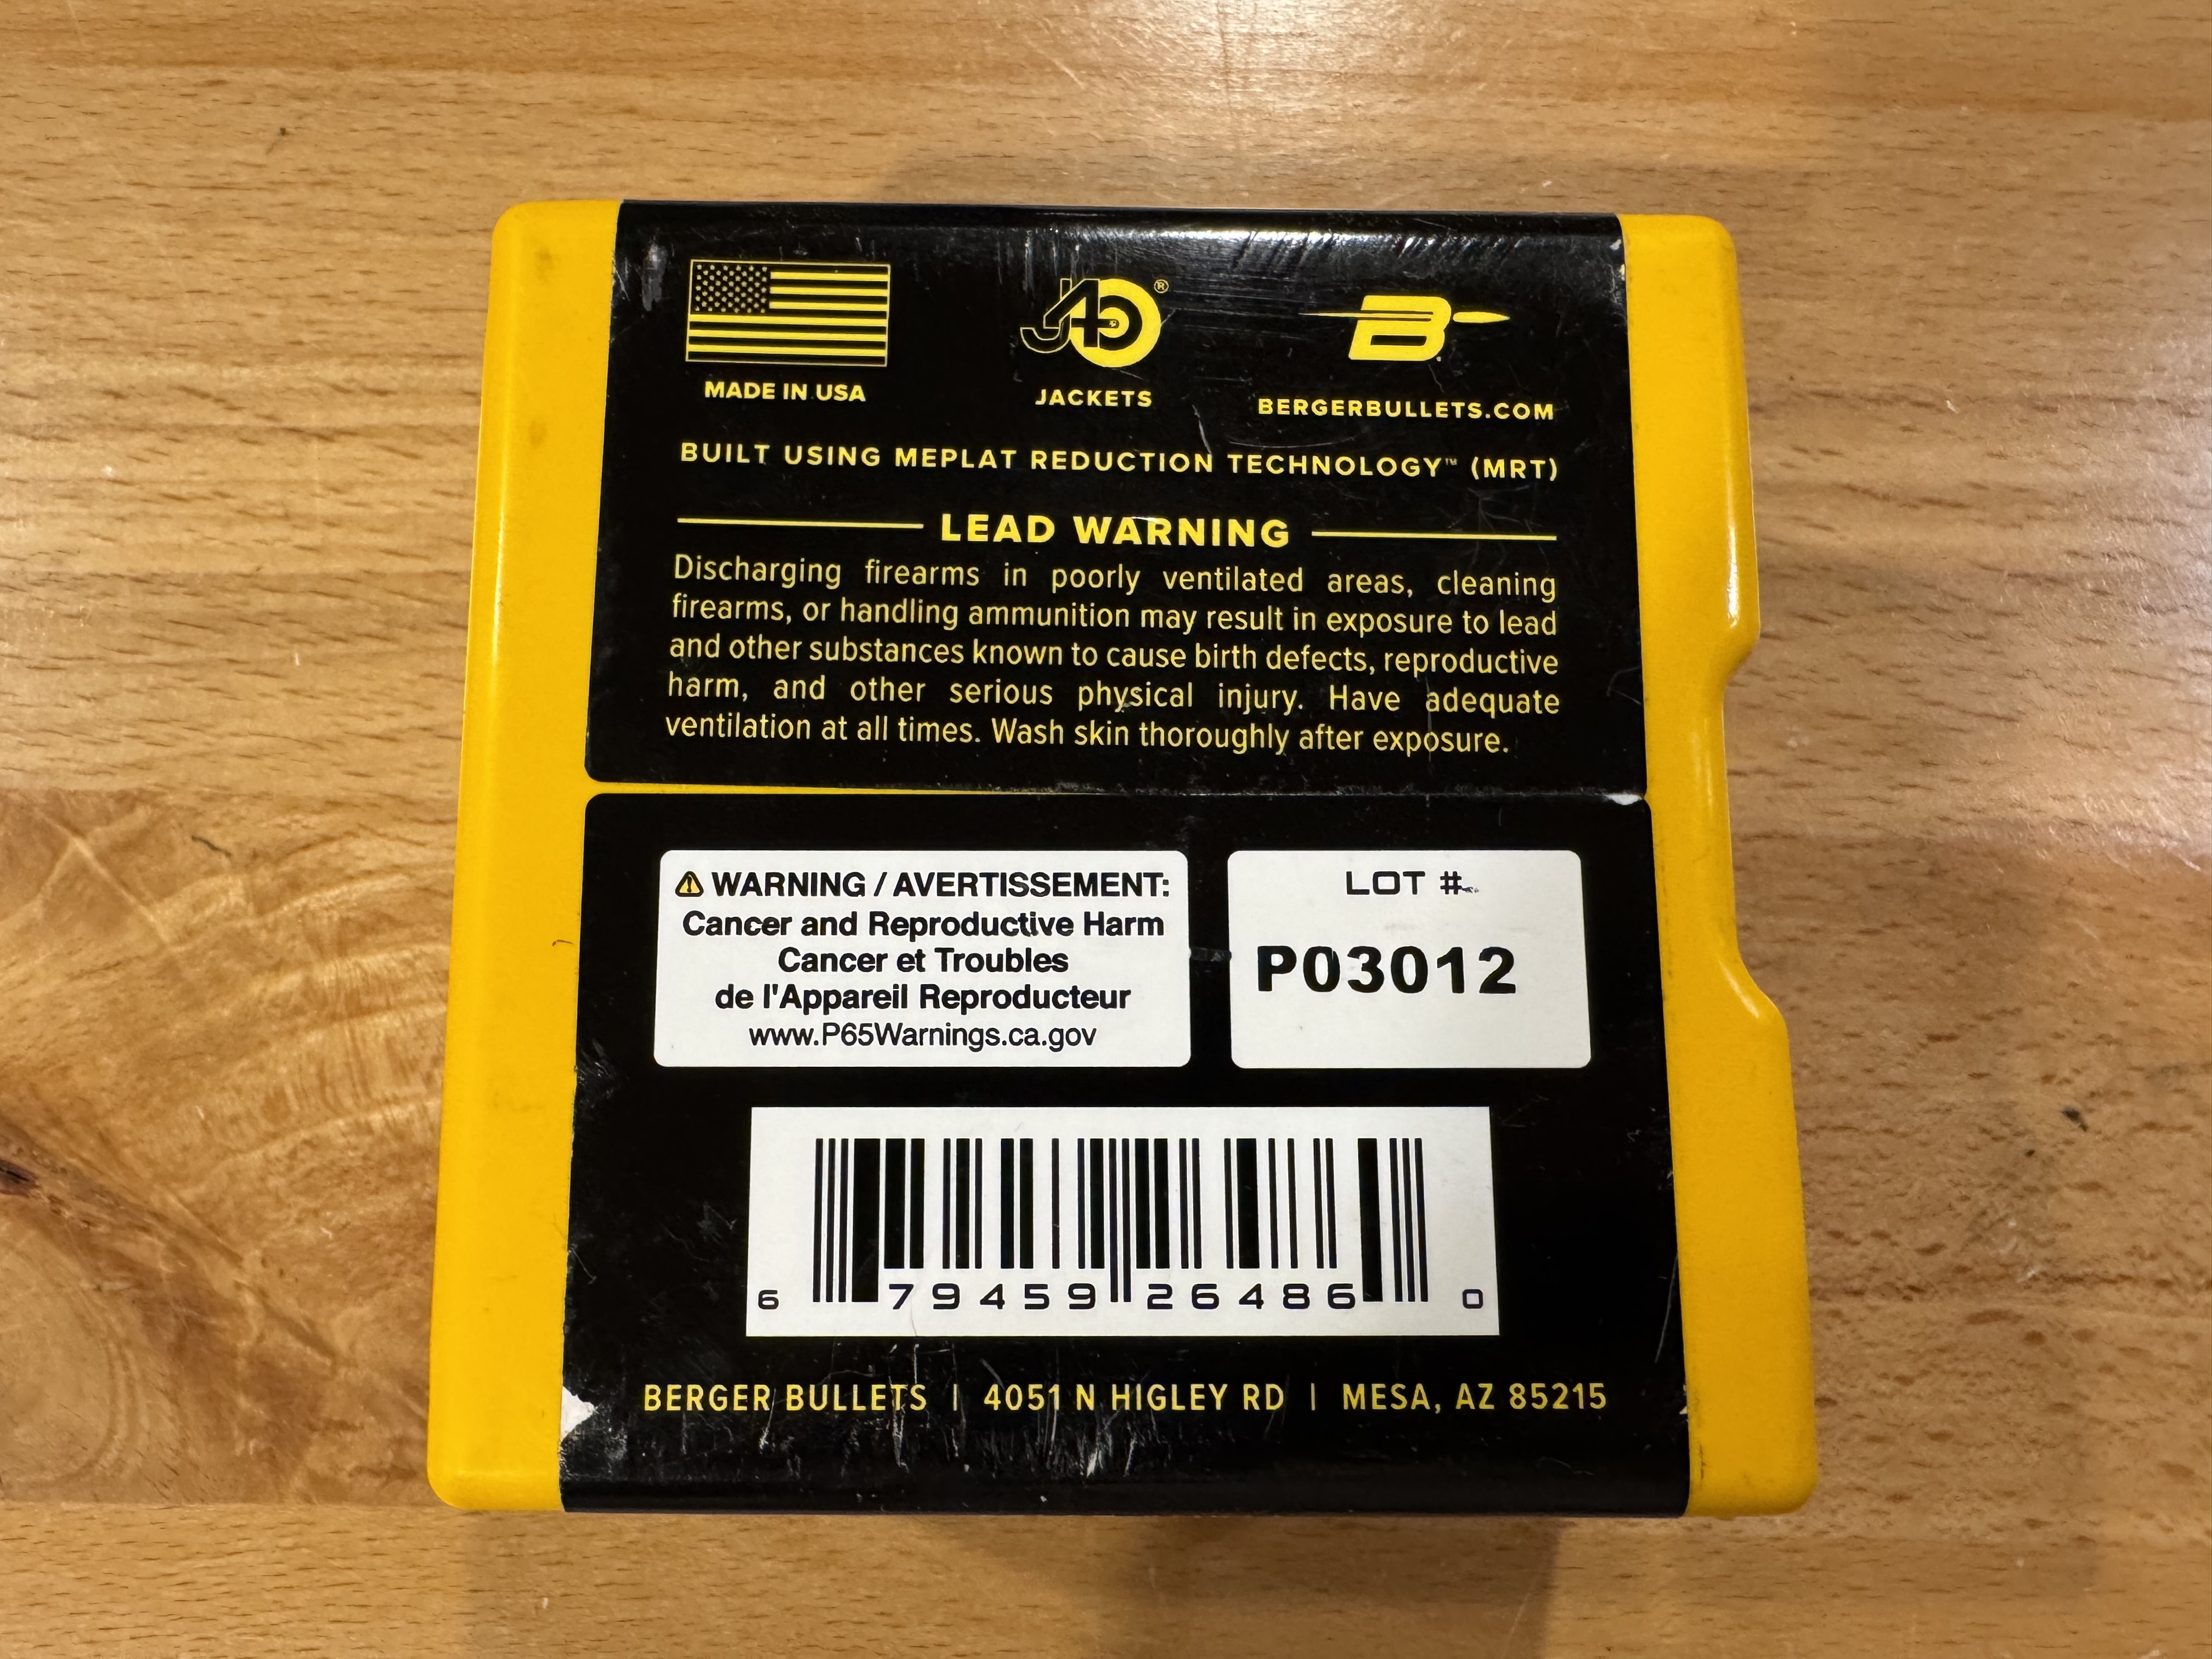 J4 ®
B
MADE IN USA
JACKETS
BERGERBULLETS.COM
BUILT USING MEPLAT REDUCTION TECHNOLOGY™ (MRT)
LEAD WARNING
Discharging firearms in poorly ventilated areas, cleaning
firearms, or handling ammunition may result in exposure to lead
and other substances known to cause birth defects, reproductive
harm, and other serious physical injury. Have adequate
ventilation at all times. Wash skin thoroughly after exposure.
WARNING / AVERTISSEMENT:
Cancer and Reproductive Harm
Cancer et Troubles
de l'Appareil Reproducteur
www.P65Warnings.ca.gov
LOT #
P03012
6 79459 26486 0
BERGER BULLETS | 4051 N HIGLEY RD | MESA, AZ 85215